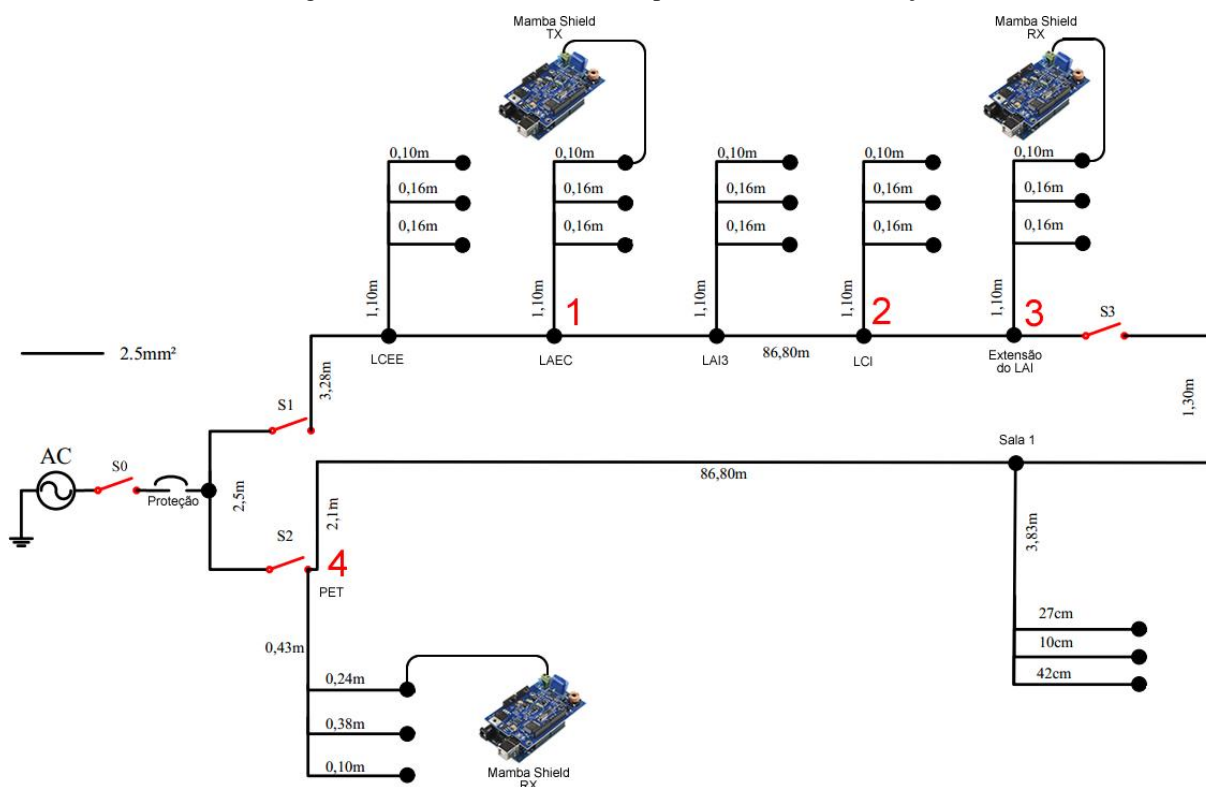 Mamba Shield
TX
Mamba Shield
RX
0,10m
0,10m
0,10m
0,10m
0,10m
0,16m
0,16m
0,16m
0,16m
0,16m
0,16m
0,16m
0,16m
0,16m
0,16m
1,10m
1,10m
1,10m
1,10m
1,10m
1
2
3
S3
2.5mm²
LCEE
LAEC
LAI3
86,80m
LCI
Extensão
do LAI
3,28m
1,30m
S1
AC
S0
Proteção
2,5m
Sala 1
86,80m
2,1m
S2
4
PET
3,83m
0,43m
27cm
10cm
42cm
0,24m
0,38m
0,10m
Mamba Shield
RX